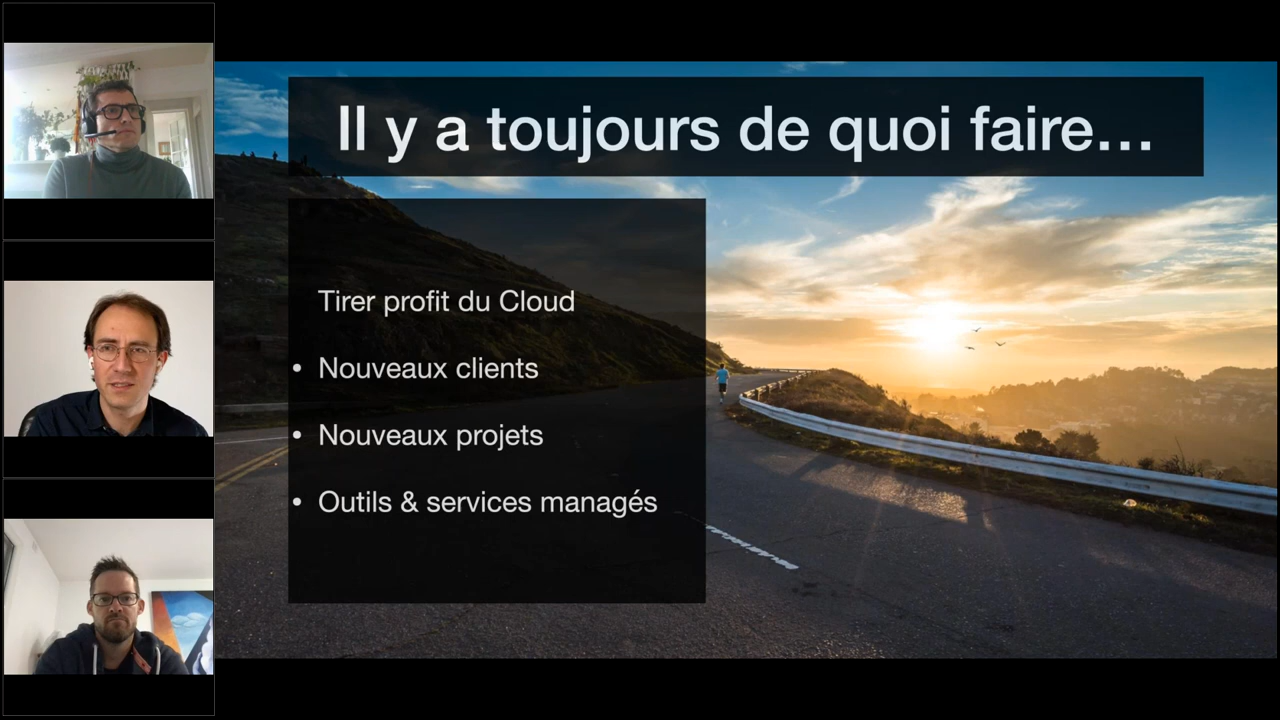 Il y a toujours de quoi faire...
Tirer profit du Cloud
• Nouveaux clients
• Nouveaux projets
• Outils & services managés